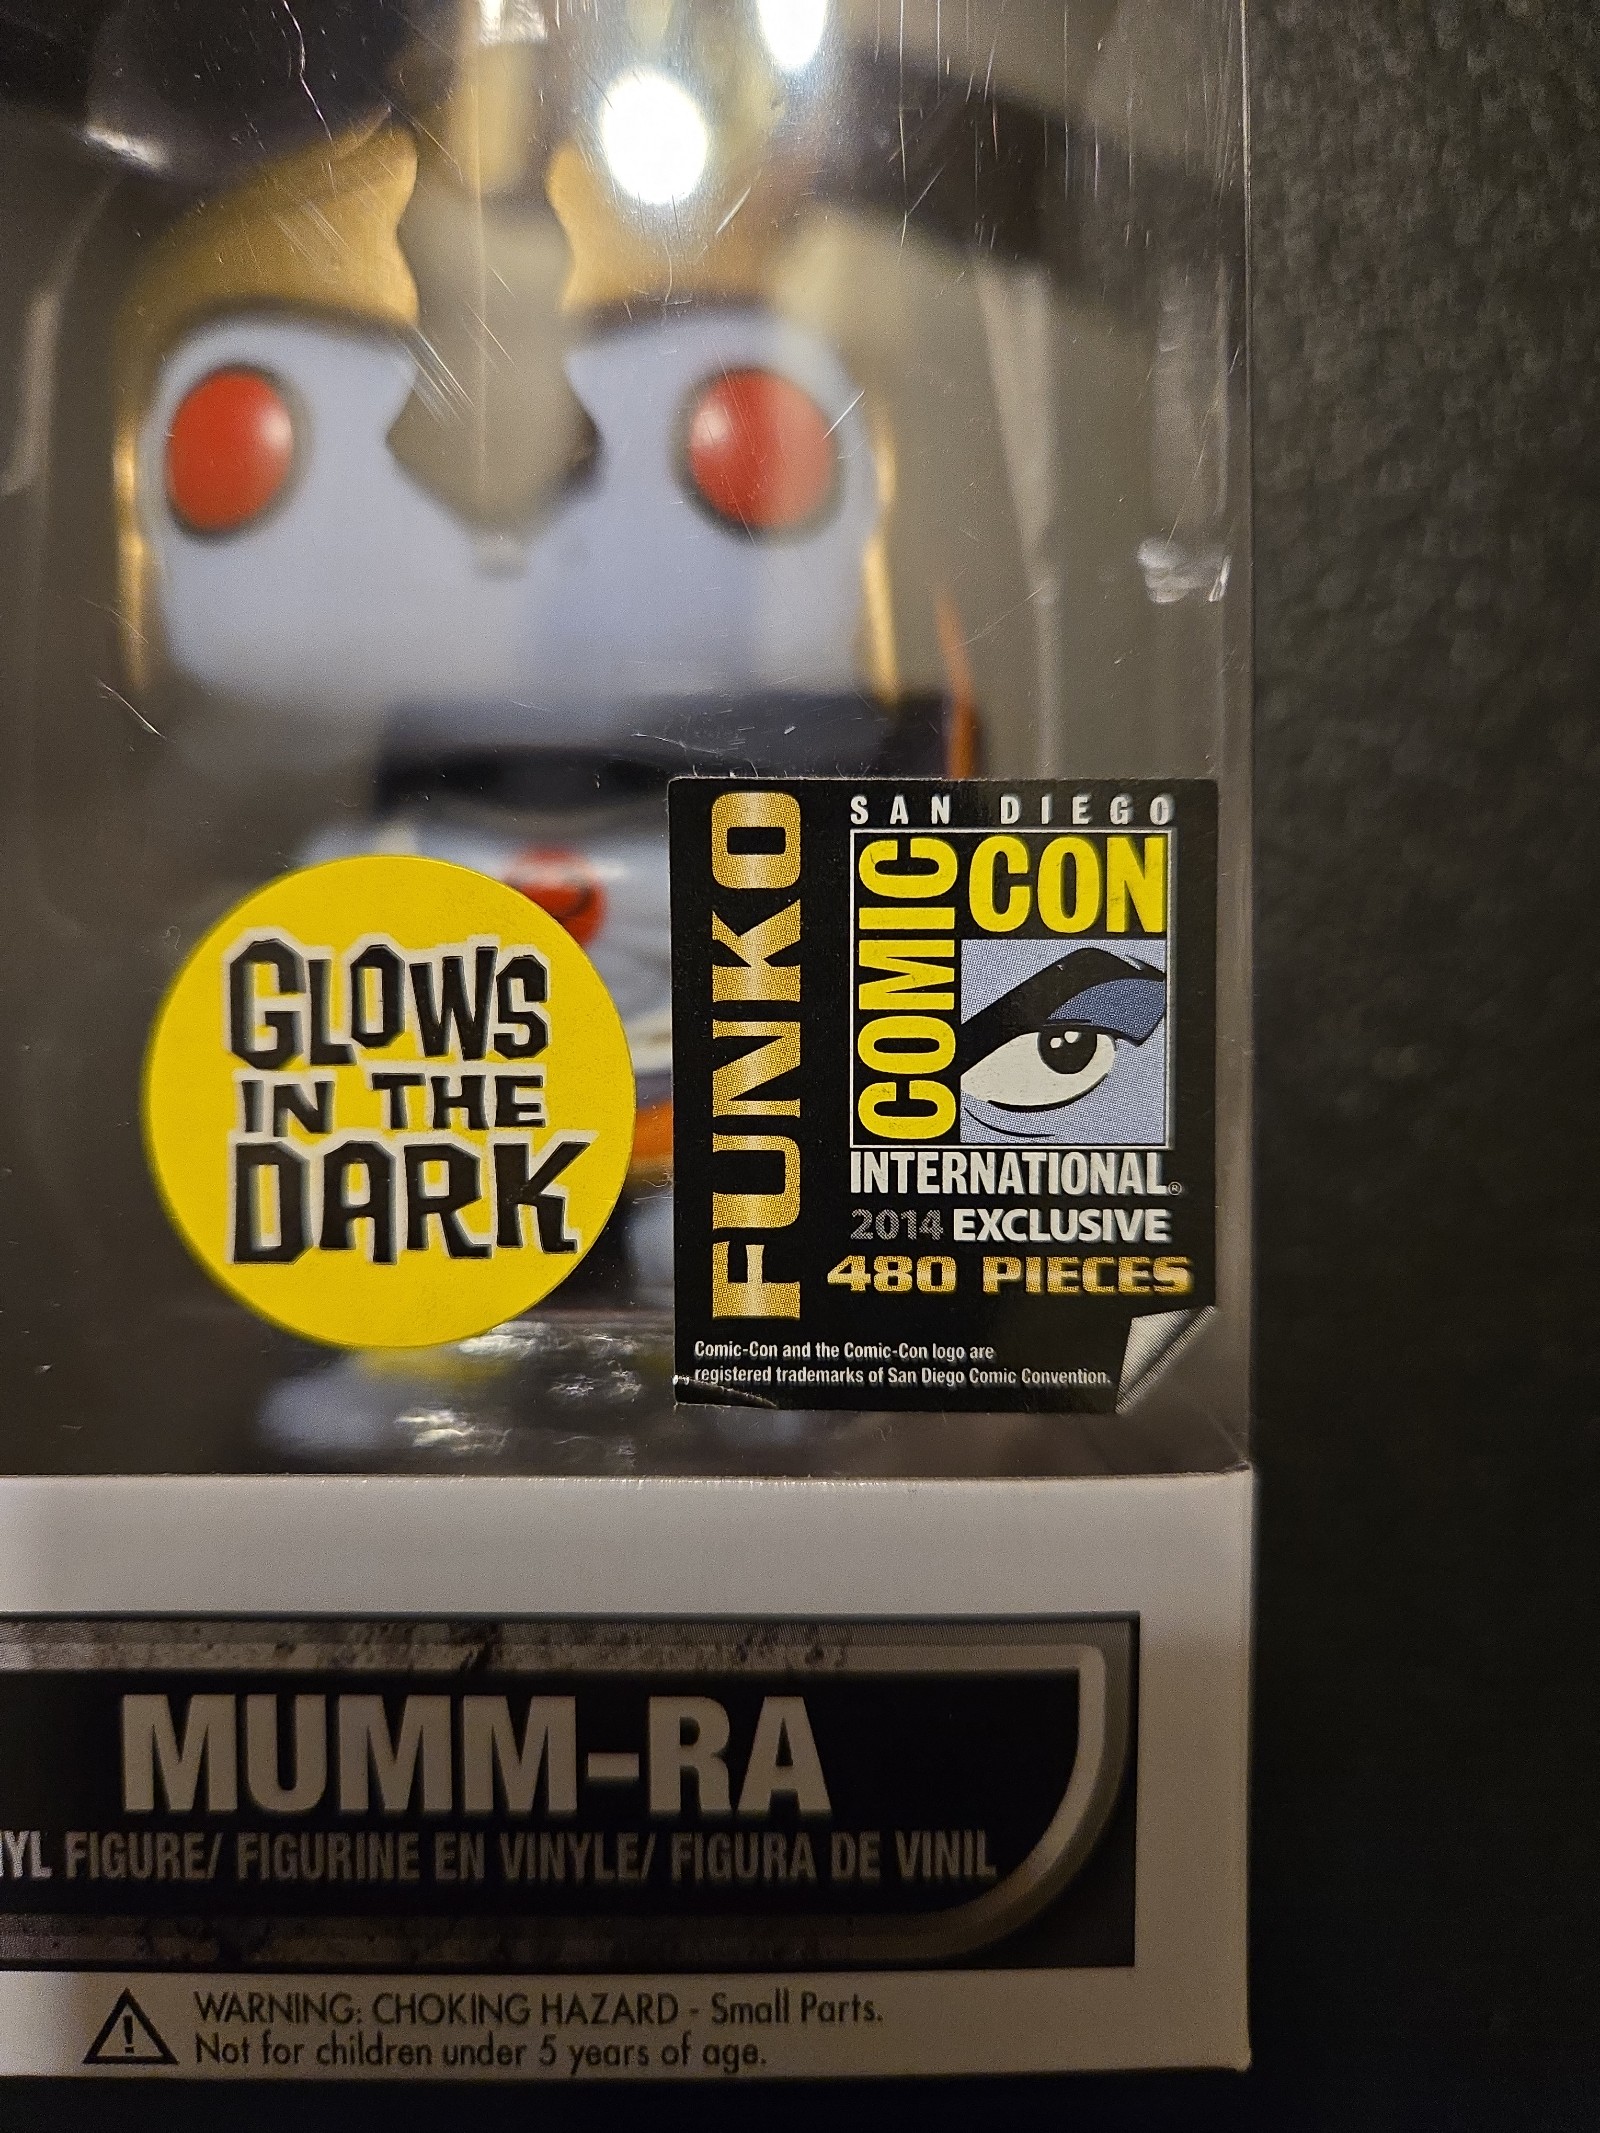 GLOWS
IN THE
DARK
FUNKO
SAN DIEGO
COMIC CON
INTERNATIONAL®
2014 EXCLUSIVE
480 PIECES
Comic-Con and the Comic-Con logo are
registered trademarks of San Diego Comic Convention.
MUMM-RA
YL FIGURE/ FIGURINE EN VINYLE/ FIGURA DE VINIL
WARNING: CHOKING HAZARD - Small Parts.
Not for children under 5 years of age.